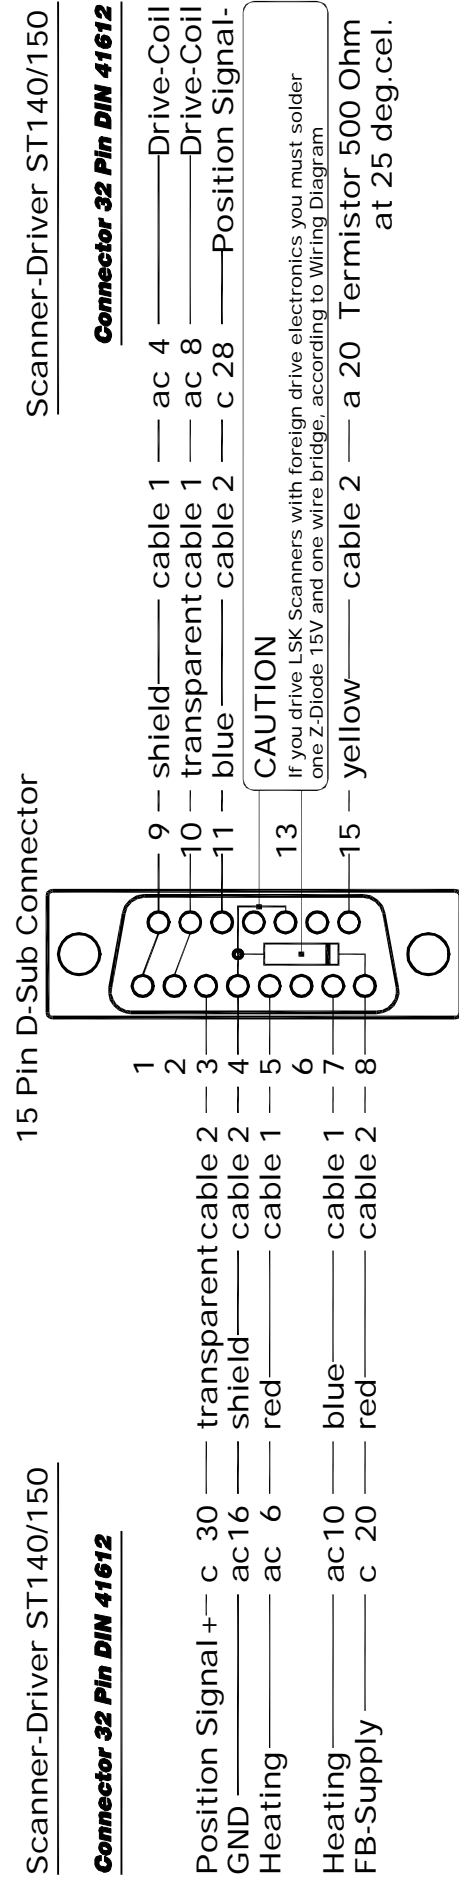 15 Pin D-Sub Connector
Scanner-Driver ST140/150
Connector 32 Pin DIN 41612
Position Signal + c 30 transparent cable 2 3
GND ac16 shield cable 2 4
Heating ac 6 red cable 1 5
Heating ac10 blue cable 1 7
FB-Supply c 20 red cable 2 8
1
2
6
Scanner-Driver ST140/150
Connector 32 Pin DIN 41612
9 shield cable 1 ac 4 Drive-Coil
10 transparent cable 1 ac 8 Drive-Coil
11 blue cable 2 c 28 Position Signal-
CAUTION
If you drive LSK Scanners with foreign drive electronics you must solder
one Z-Diode 15V and one wire bridge, according to Wiring Diagram
13
15 yellow cable 2 a 20 Termistor 500 Ohm
at 25 deg.cel.